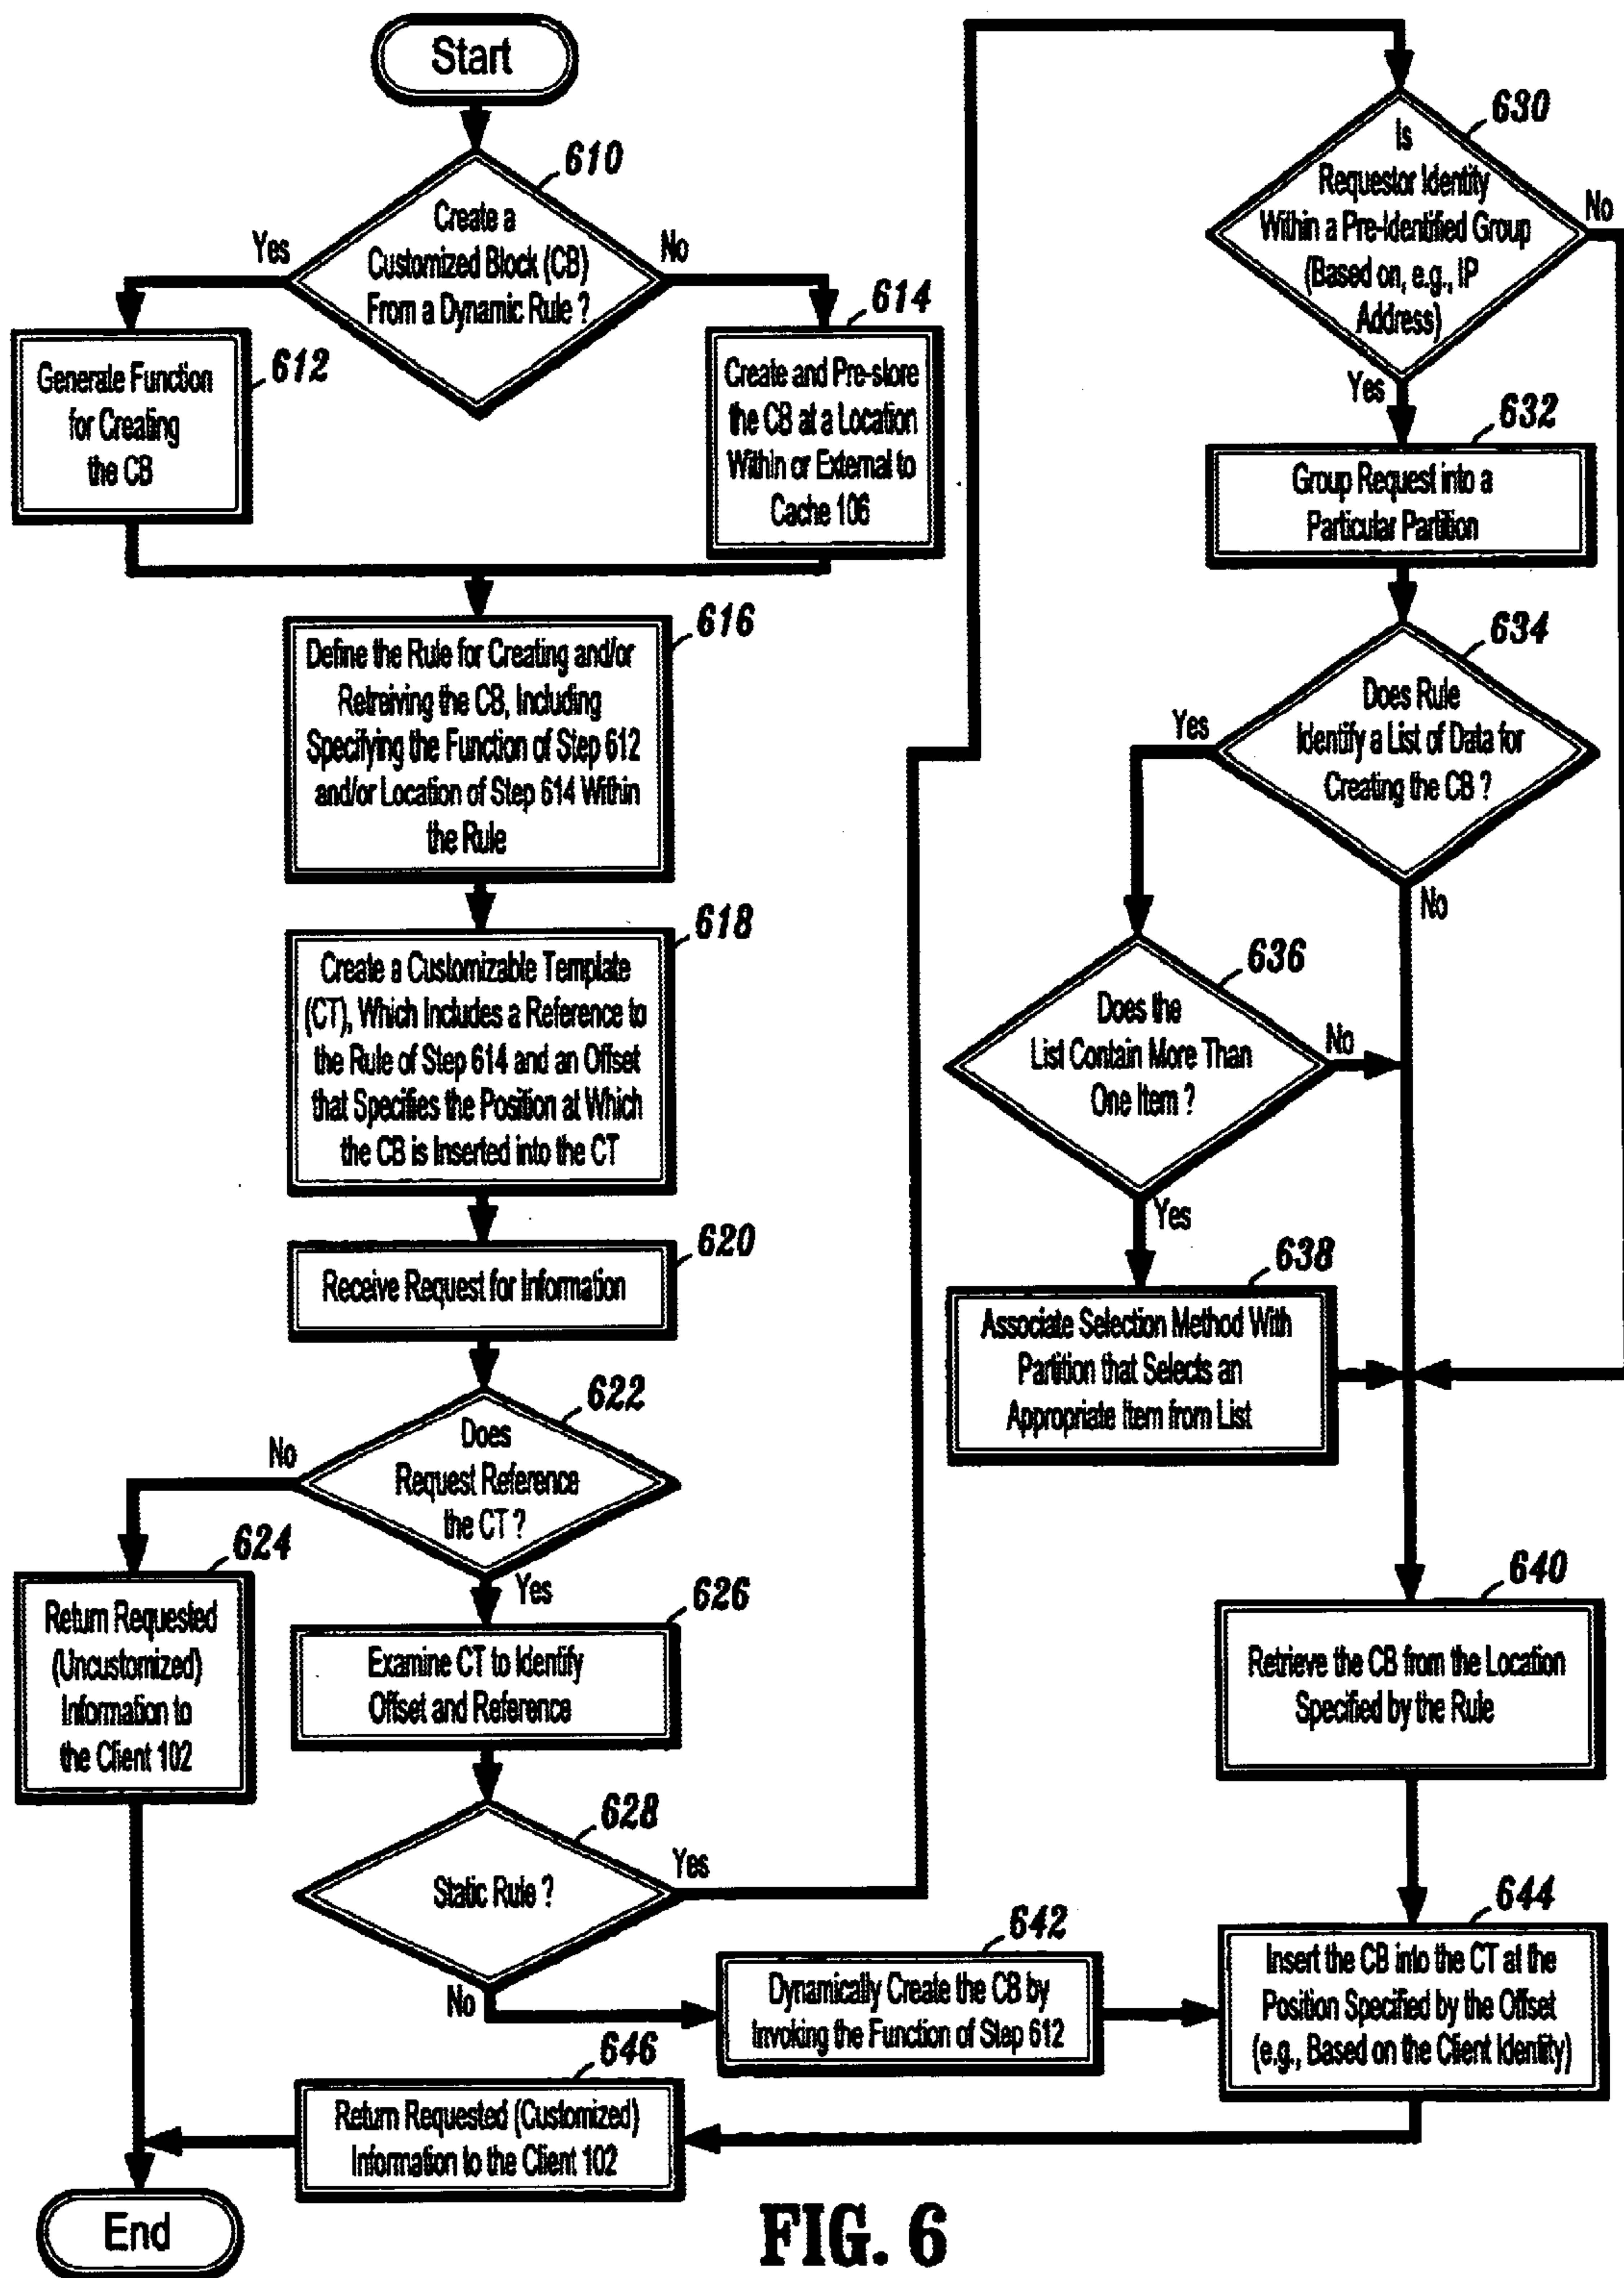 Start
610
Create a
Customized Block (CB)
From a Dynamic Rule ?
Yes
No
612
Generate Function
for Creating
the CB
614
Create and Pre-store
the CB at a Location
Within or External to
Cache 106
616
Define the Rule for Creating and/or
Retreiving the CB, Including
Specifying the Function of Step 612
and/or Location of Step 614 Within
the Rule
618
Create a Customizable Template
(CT), Which Includes a Reference to
the Rule of Step 614 and an Offset
that Specifies the Position at Which
the CB is Inserted into the CT
620
Receive Request for Information
622
Does
Request Reference
the CT ?
No
Yes
624
Return Requested
(Uncustomized)
Information to
the Client 102
626
Examine CT to Identify
Offset and Reference
628
Static Rule ?
Yes
No
630
Is
Requestor Identity
Within a Pre-Identified Group
(Based on, e.g., IP
Address)
No
Yes
632
Group Request into a
Particular Partition
634
Does Rule
Identify a List of Data for
Creating the CB ?
Yes
No
636
Does the
List Contain More Than
One Item ?
No
Yes
638
Associate Selection Method With
Partition that Selects an
Appropriate Item from List
640
Retrieve the CB from the Location
Specified by the Rule
642
Dynamically Create the CB by
Invoking the Function of Step 612
644
Insert the CB into the CT at the
Position Specified by the Offset
(e.g., Based on the Client Identity)
646
Return Requested (Customized)
Information to the Client 102
End
FIG. 6